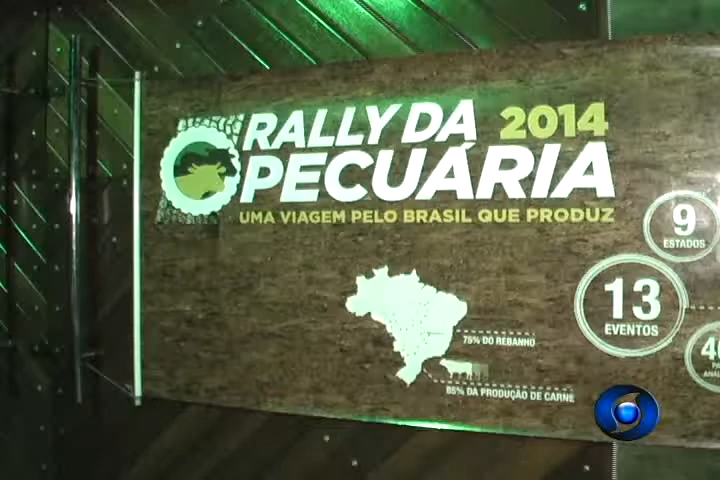 RALLY DA 2014
PECUÁRIA
UMA VIAGEM PELO BRASIL QUE PRODUZ
9
ESTADOS
13
EVENTOS
75% DO REBANHO
85% DA PRODUÇÃO DE CARNE